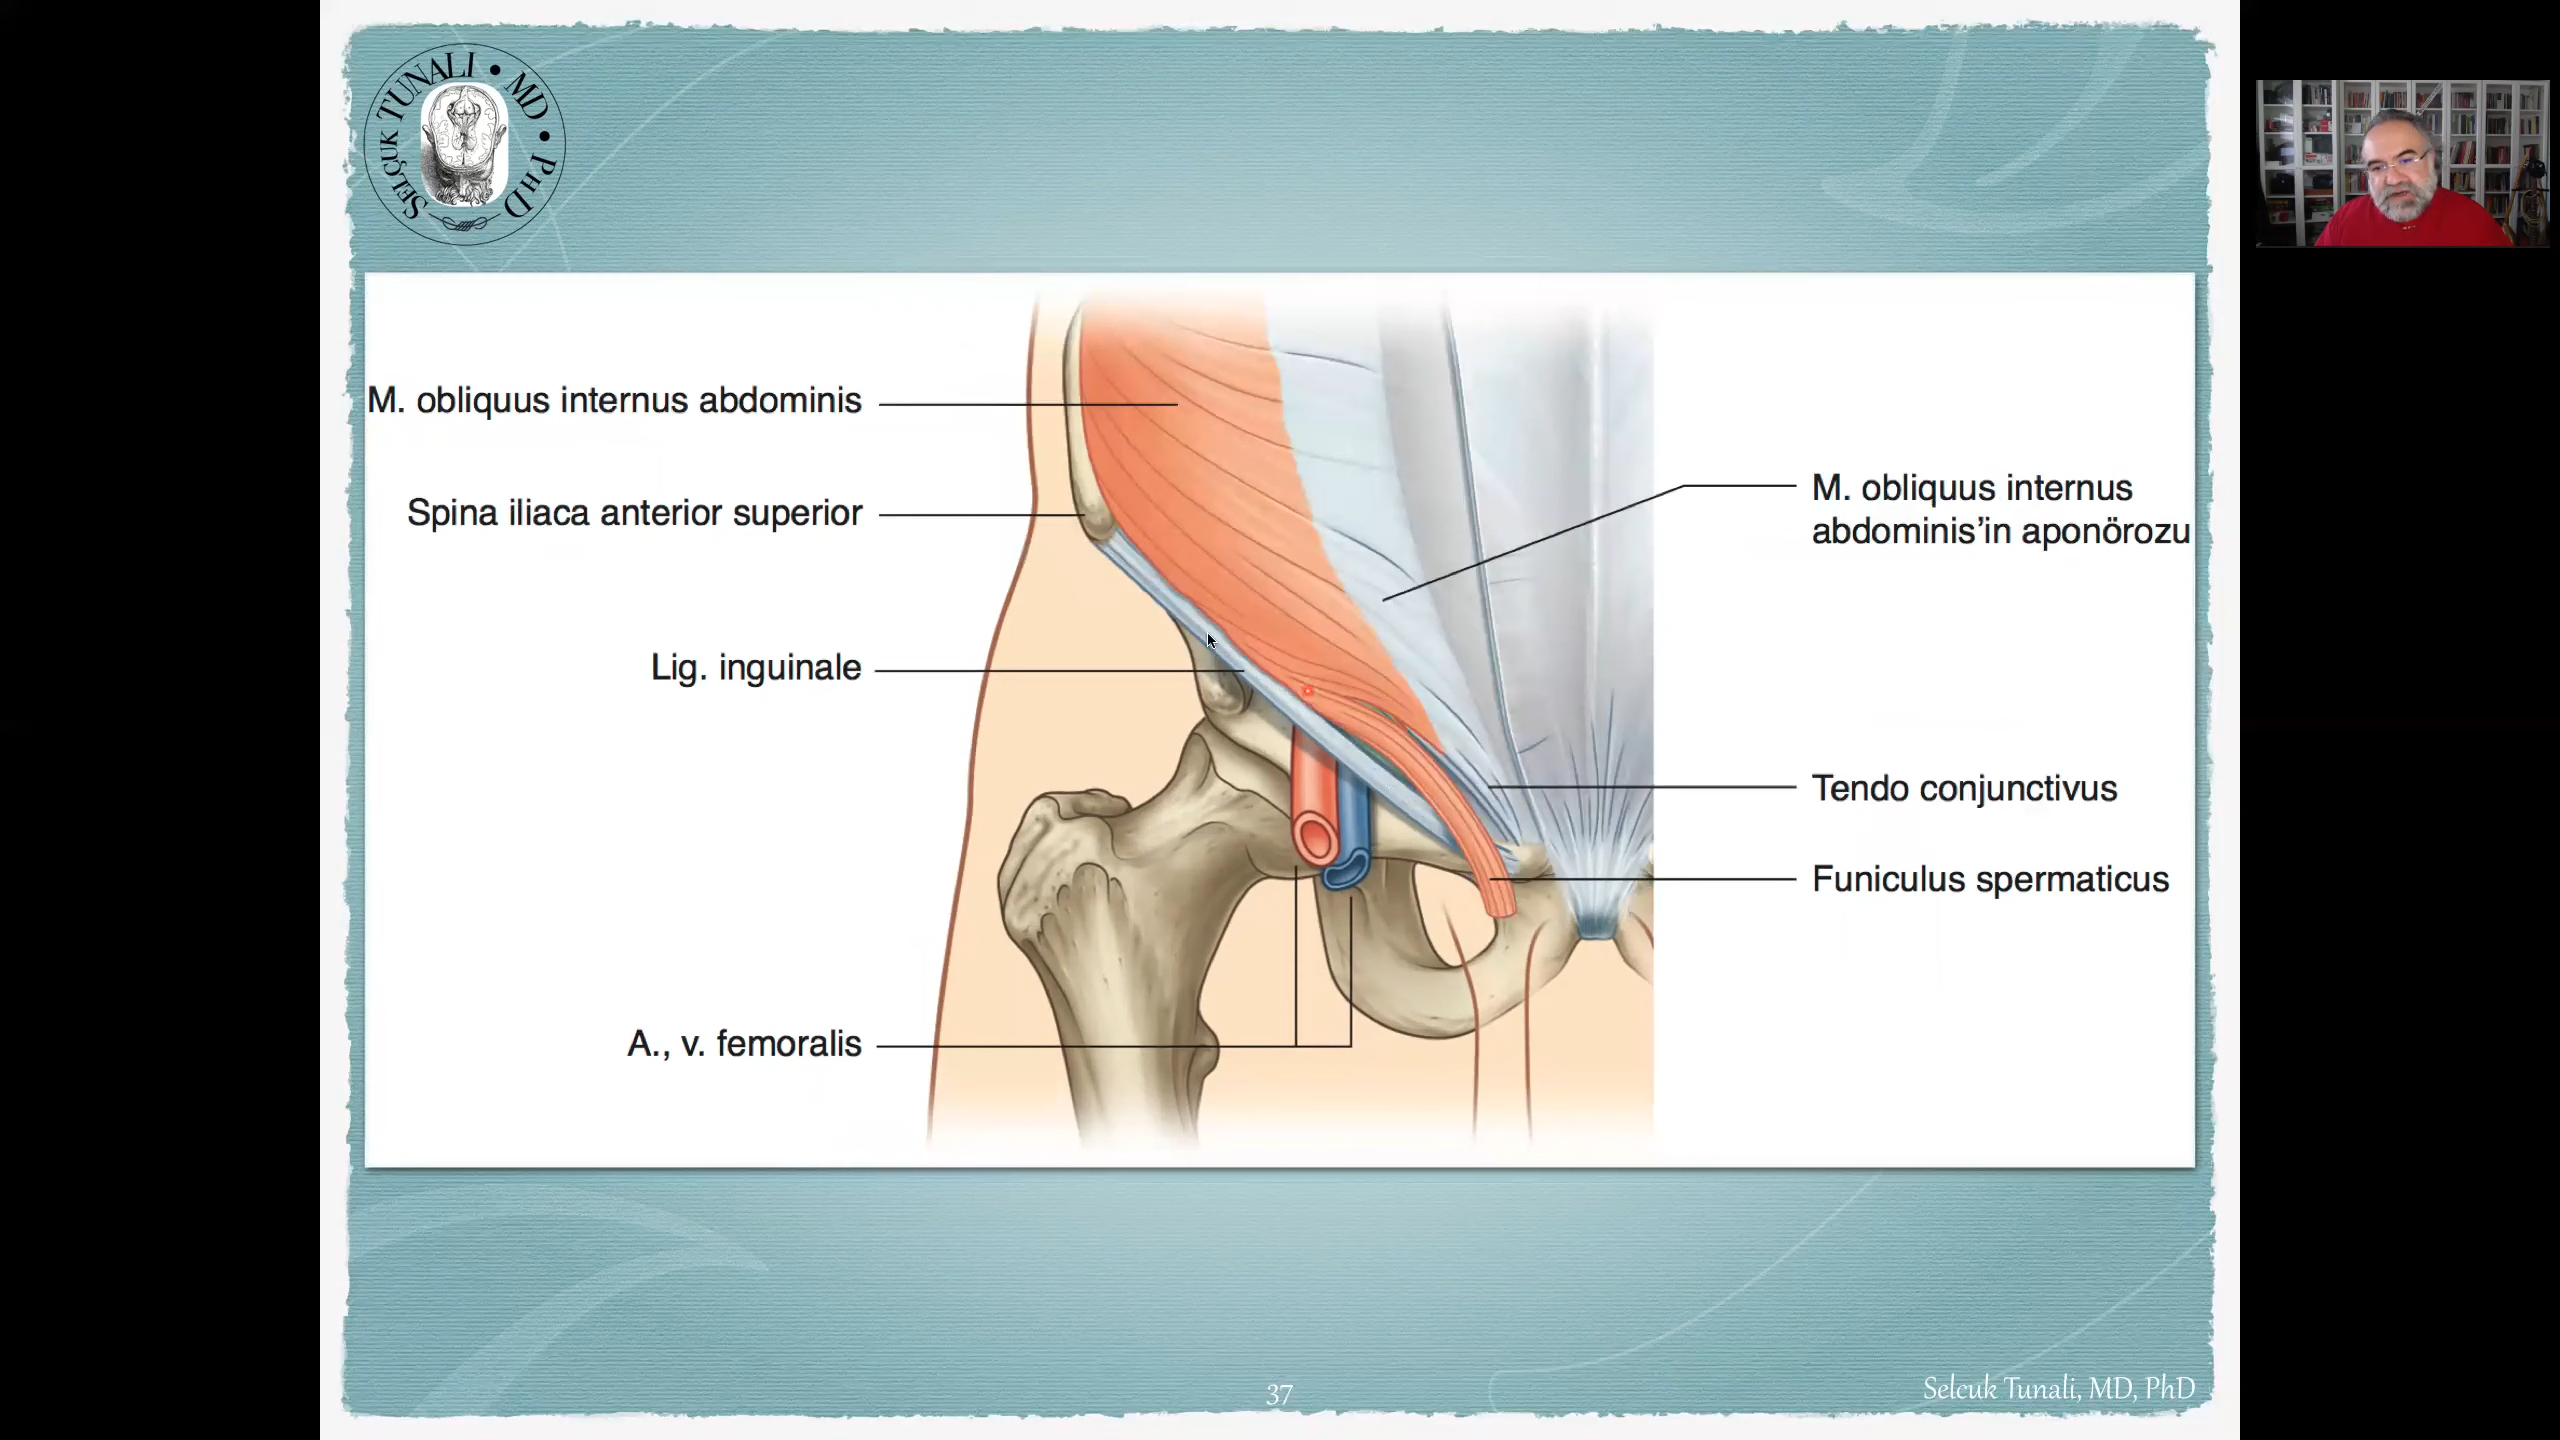 SELÇUK TUNALI • MD • PHD
M. obliquus internus abdominis
Spina iliaca anterior superior
Lig. inguinale
A., v. femoralis
M. obliquus internus
abdominis’in aponörozu
Tendo conjunctivus
Funiculus spermaticus
37
Selcuk Tunali, MD, PhD